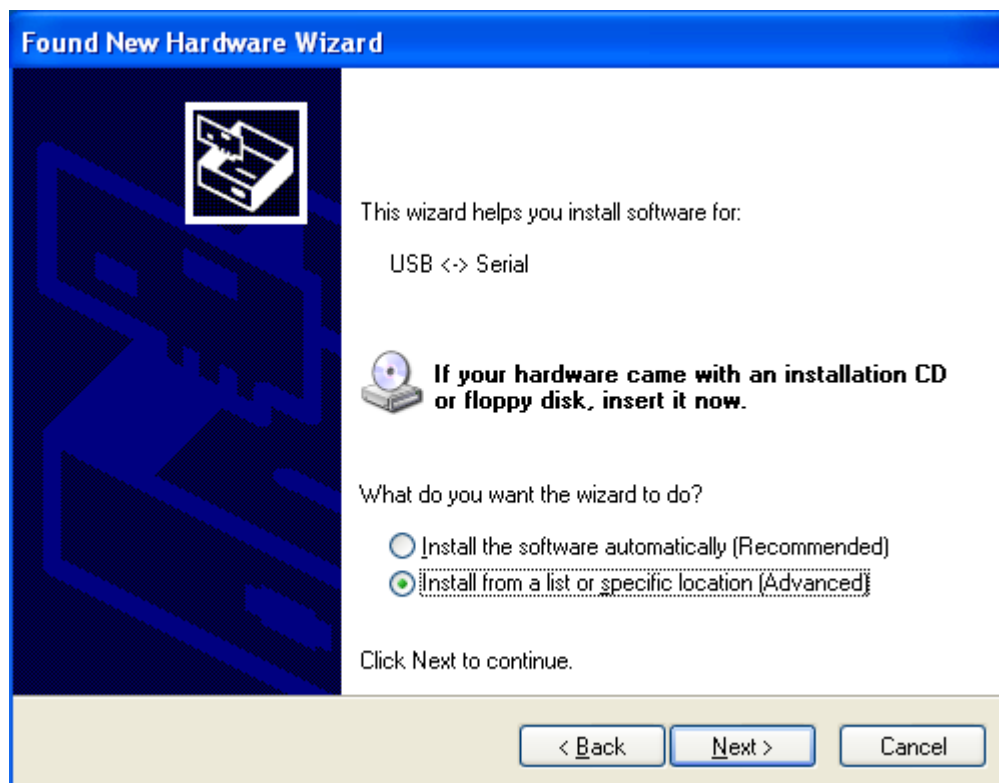 Found New Hardware Wizard
This wizard helps you install software for:
USB <-> Serial
If your hardware came with an installation CD
or floppy disk, insert it now.
What do you want the wizard to do?
Install the software automatically (Recommended)
Install from a list or specific location (Advanced)
Click Next to continue.
< Back
Next >
Cancel